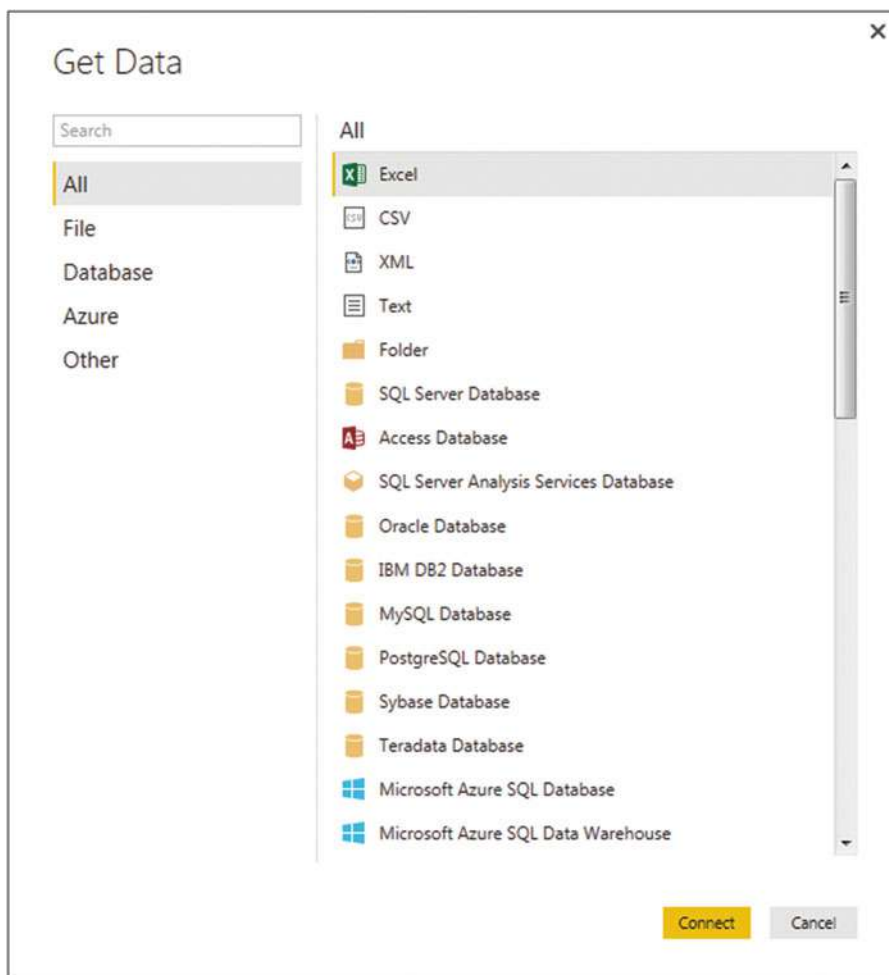 Get Data
Search
All
File
Database
Azure
Other
All
Excel
CSV
XML
Text
Folder
SQL Server Database
Access Database
SQL Server Analysis Services Database
Oracle Database
IBM DB2 Database
MySQL Database
PostgreSQL Database
Sybase Database
Teradata Database
Microsoft Azure SQL Database
Microsoft Azure SQL Data Warehouse
Connect
Cancel